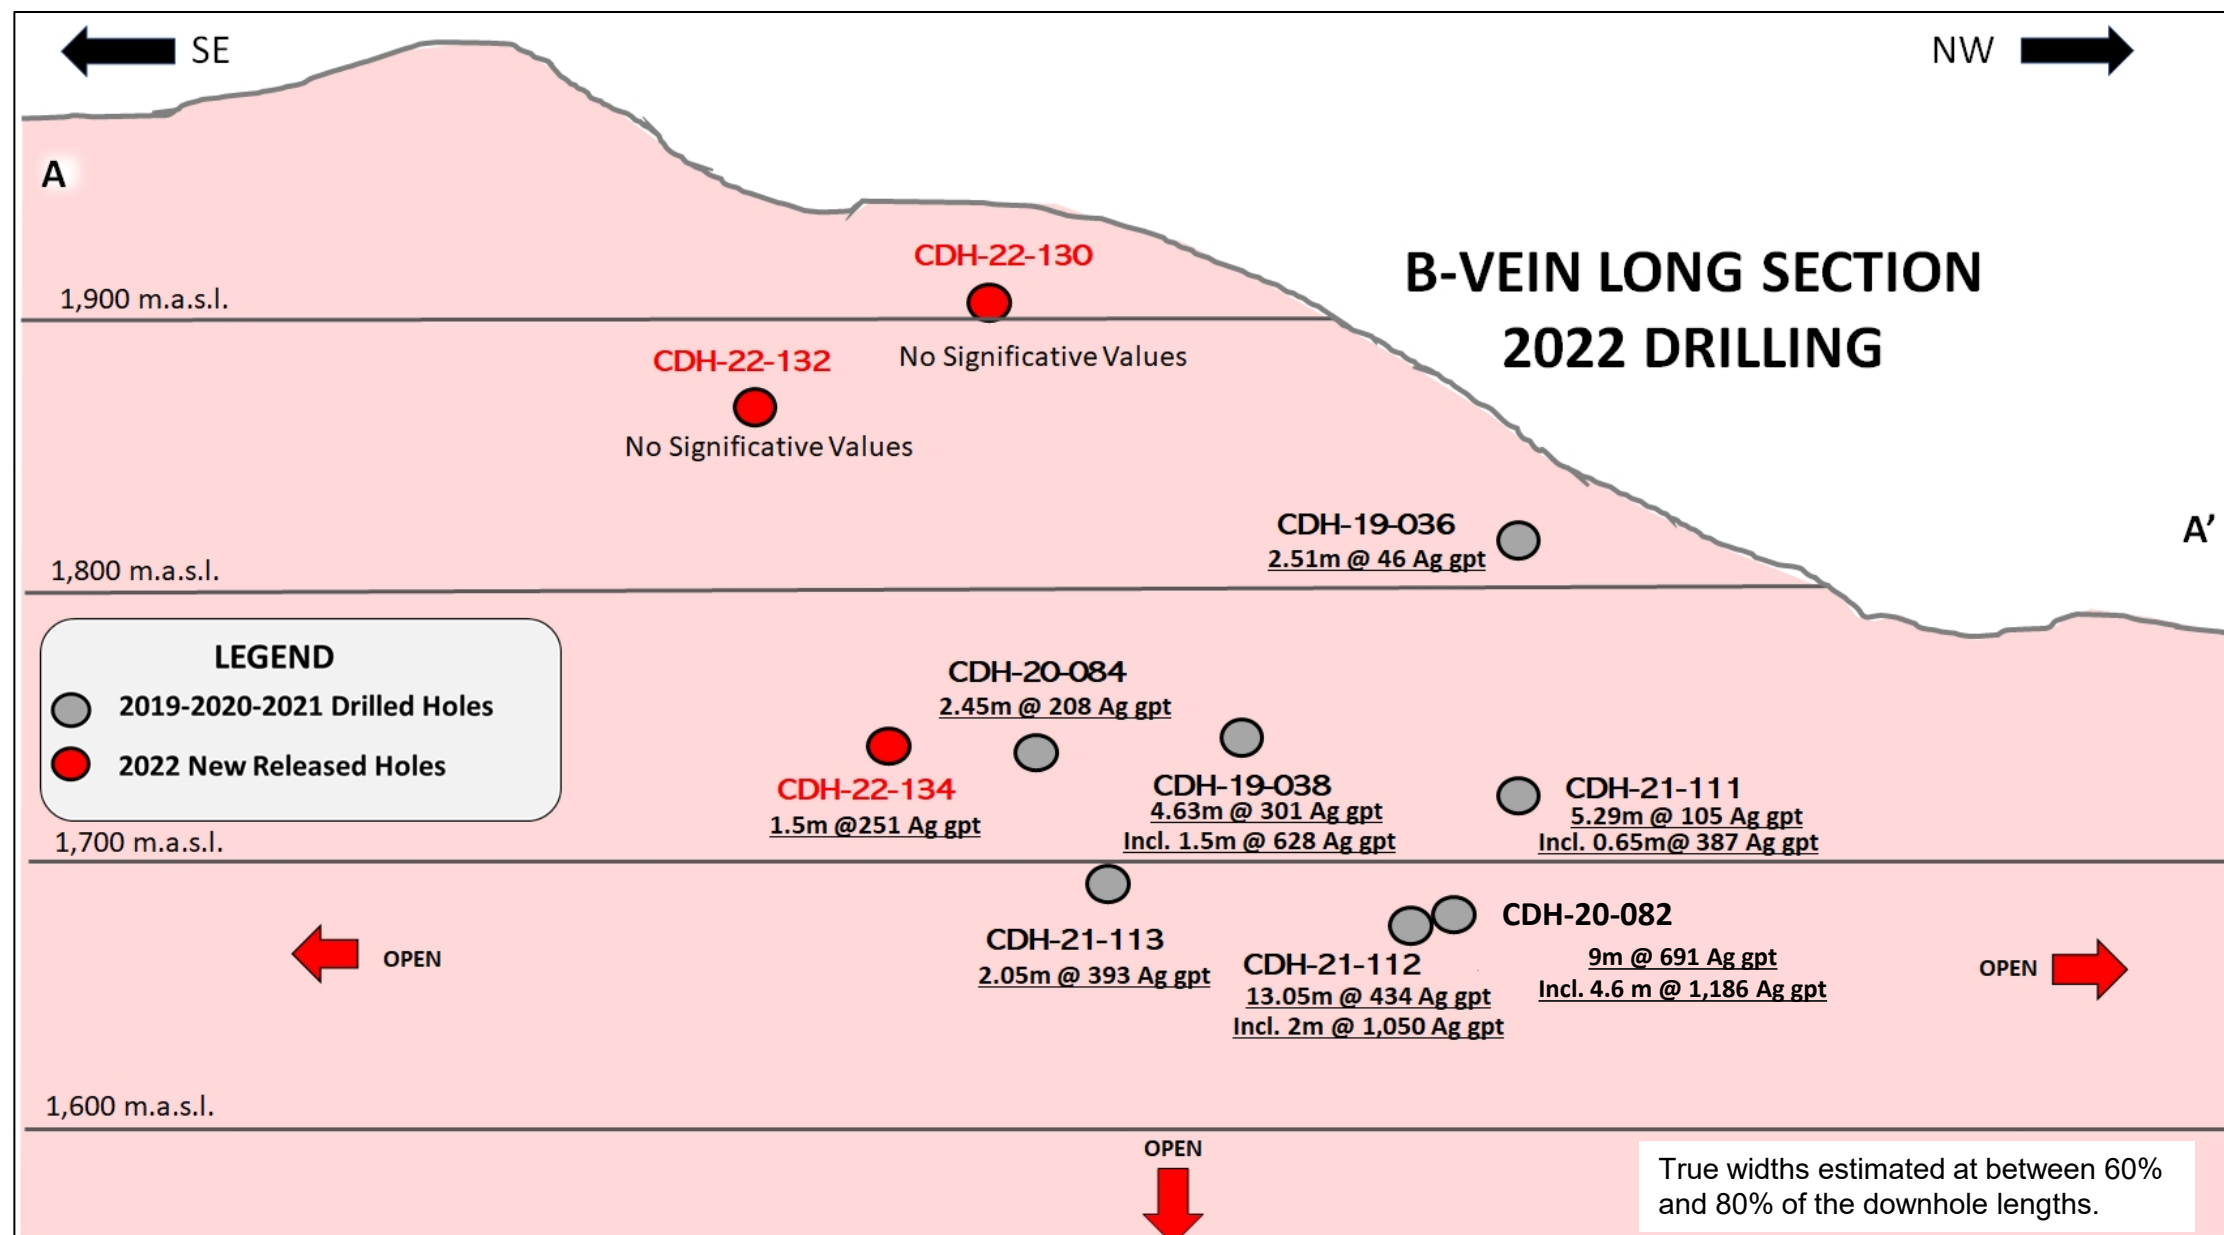 SE
NW
A
CDH-22-130
B-VEIN LONG SECTION
2022 DRILLING
1,900 m.a.s.l.
No Significative Values
CDH-22-132
No Significative Values
CDH-19-036
2.51m @ 46 Ag gpt
A’
1,800 m.a.s.l.
LEGEND
2019-2020-2021 Drilled Holes
2022 New Released Holes
CDH-20-084
2.45m @ 208 Ag gpt
CDH-22-134
1.5m @251 Ag gpt
CDH-19-038
4.63m @ 301 Ag gpt
Incl. 1.5m @ 628 Ag gpt
CDH-21-111
5.29m @ 105 Ag gpt
Incl. 0.65m@ 387 Ag gpt
1,700 m.a.s.l.
OPEN
CDH-21-113
2.05m @ 393 Ag gpt
CDH-21-112
13.05m @ 434 Ag gpt
Incl. 2m @ 1,050 Ag gpt
CDH-20-082
9m @ 691 Ag gpt
Incl. 4.6 m @ 1,186 Ag gpt
OPEN
1,600 m.a.s.l.
OPEN
True widths estimated at between 60%
and 80% of the downhole lengths.